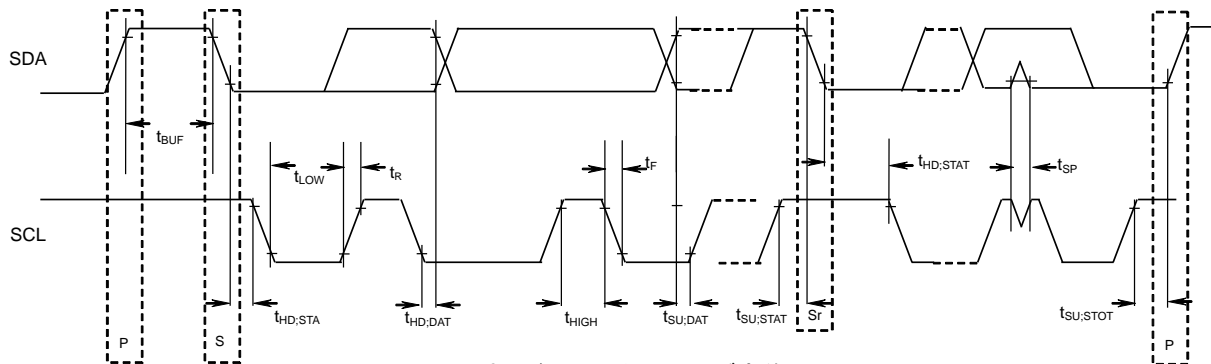 SDA
tBUF
tLOW
tR
tF
tHD;STAT
tSP
SCL
tHD;STA
tHD;DAT
tHIGH
tSU;DAT
tSU;STAT
Sr
tSU;STOT
P
S
P